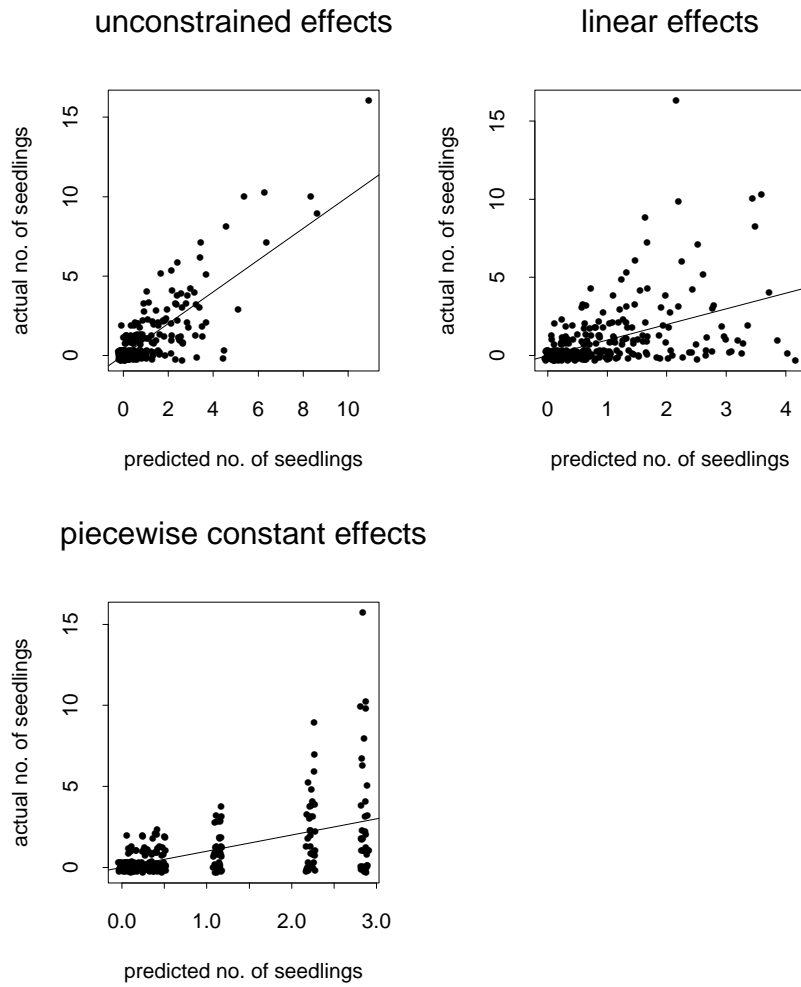 unconstrained effects
actual no. of seedlings
15
10
5
0
0 2 4 6 8 10
predicted no. of seedlings
linear effects
actual no. of seedlings
15
10
5
0
0 1 2 3 4
predicted no. of seedlings
piecewise constant effects
actual no. of seedlings
15
10
5
0
0.0 1.0 2.0 3.0
predicted no. of seedlings